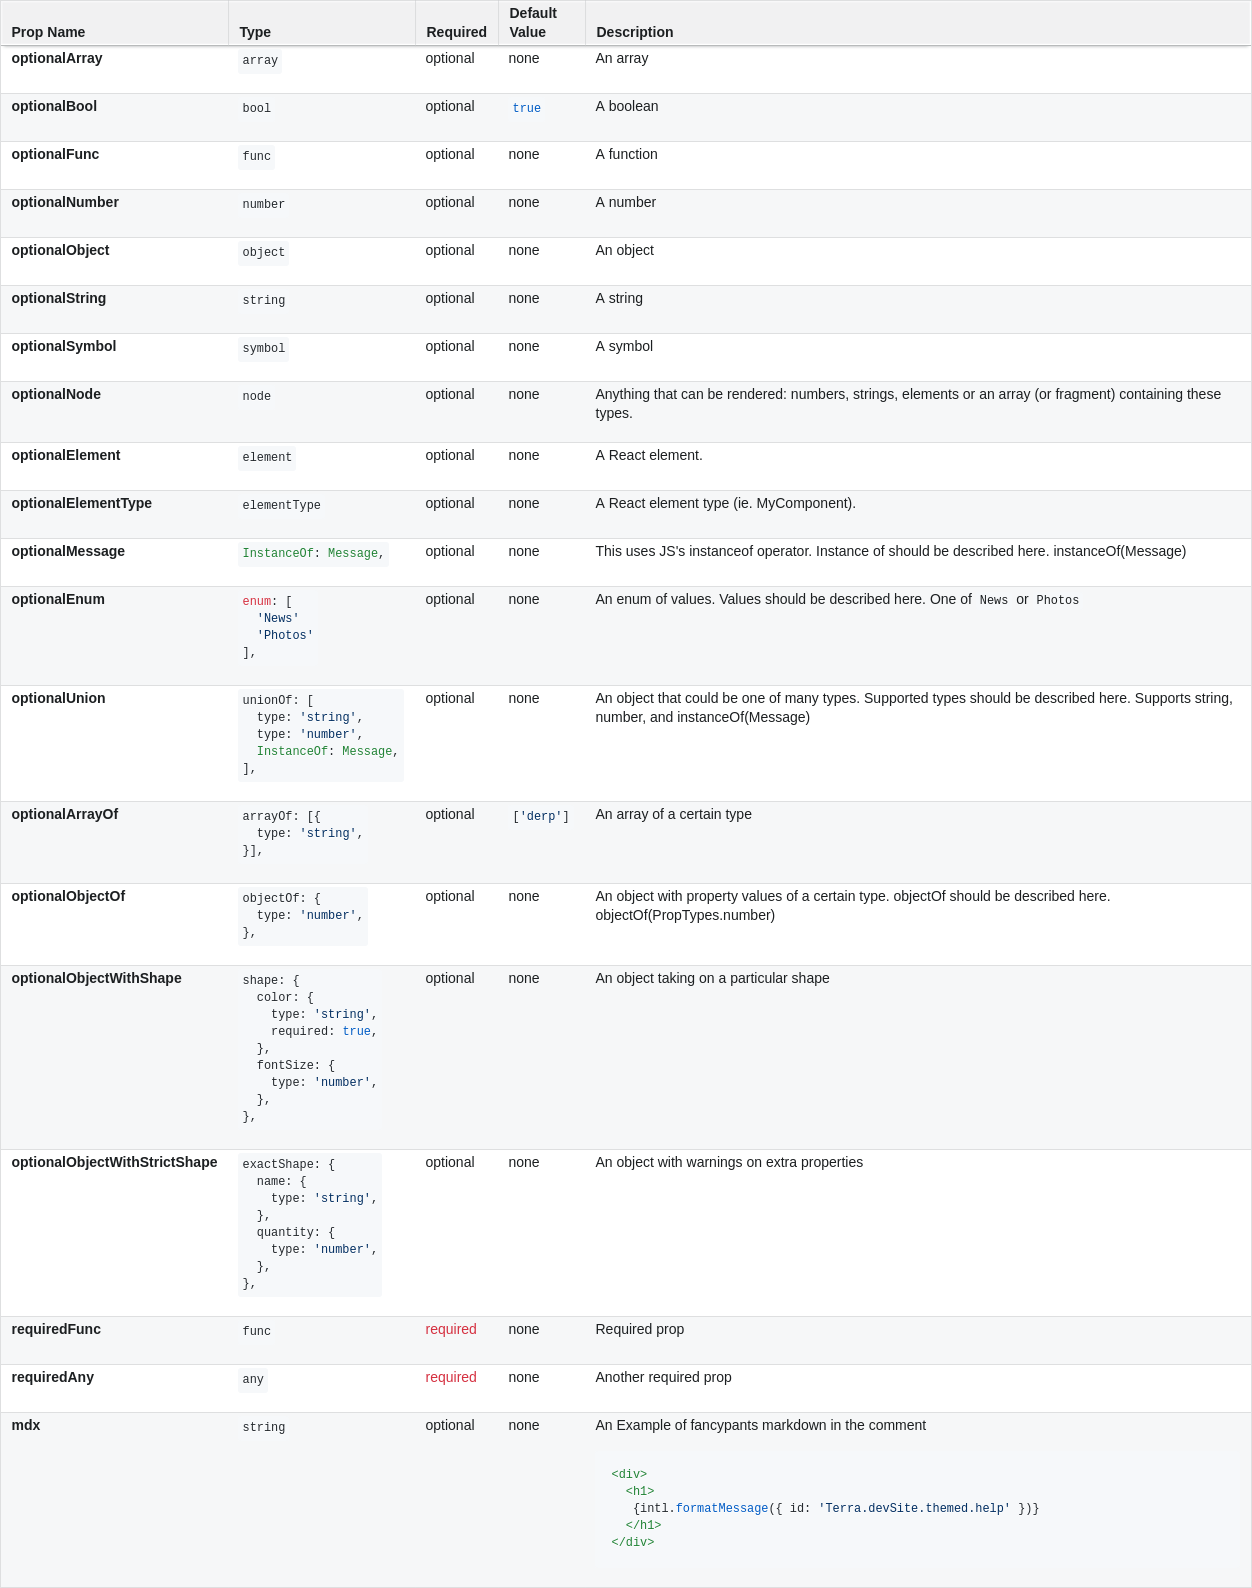 Prop Name Type Required Default Value Description
optionalArray array optional none An array
optionalBool bool optional true A boolean
optionalFunc func optional none A function
optionalNumber number optional none A number
optionalObject object optional none An object
optionalString string optional none A string
optionalSymbol symbol optional none A symbol
optionalNode node optional none Anything that can be rendered: numbers, strings, elements or an array (or fragment) containing these
types.
optionalElement element optional none A React element.
optionalElementType elementType optional none A React element type (ie. MyComponent).
optionalMessage InstanceOf: Message, optional none This uses JS's instanceof operator. Instance of should be described here. instanceOf(Message)
optionalEnum enum: [ optional none An enum of values. Values should be described here. One of News or Photos
  'News'
  'Photos'
],
optionalUnion unionOf: [ optional none An object that could be one of many types. Supported types should be described here. Supports string,
  type: 'string', number, and instanceOf(Message)
  type: 'number',
  InstanceOf: Message,
],
optionalArrayOf arrayOf: [{ optional ['derp'] An array of a certain type
  type: 'string',
}],
optionalObjectOf objectOf: { optional none An object with property values of a certain type. objectOf should be described here.
  type: 'number', objectOf(PropTypes.number)
},
optionalObjectWithShape shape: { optional none An object taking on a particular shape
  color: {
    type: 'string',
    required: true,
  },
  fontSize: {
    type: 'number',
  },
},
optionalObjectWithStrictShape exactShape: { optional none An object with warnings on extra properties
  name: {
    type: 'string',
  },
  quantity: {
    type: 'number',
  },
},
requiredFunc func required none Required prop
requiredAny any required none Another required prop
mdx string optional none An Example of fancypants markdown in the comment
<div>
  <h1>
   {intl.formatMessage({ id: 'Terra.devSite.themed.help' })}
  </h1>
</div>